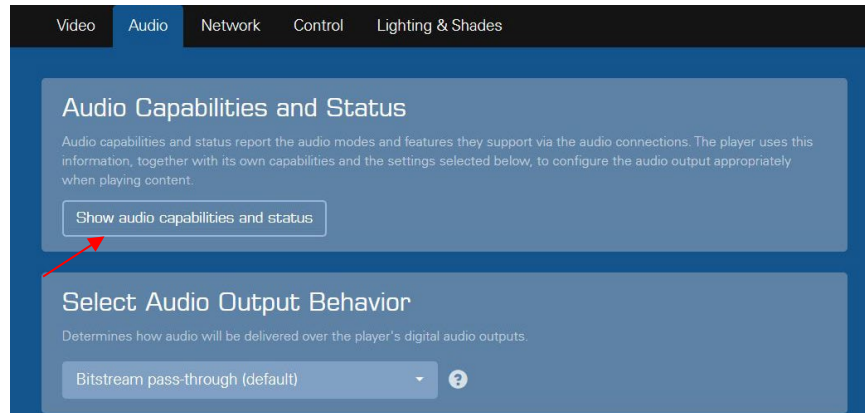 Video Audio Network Control Lighting & Shades
Audio Capabilities and Status
Audio capabilities and status report the audio modes and features they support via the audio connections. The player uses this
information, together with its own capabilities and the settings selected below, to configure the audio output appropriately
when playing content.
Show audio capabilities and status
Select Audio Output Behavior
Determines how audio will be delivered over the player's digital audio outputs.
Bitstream pass-through (default) ?